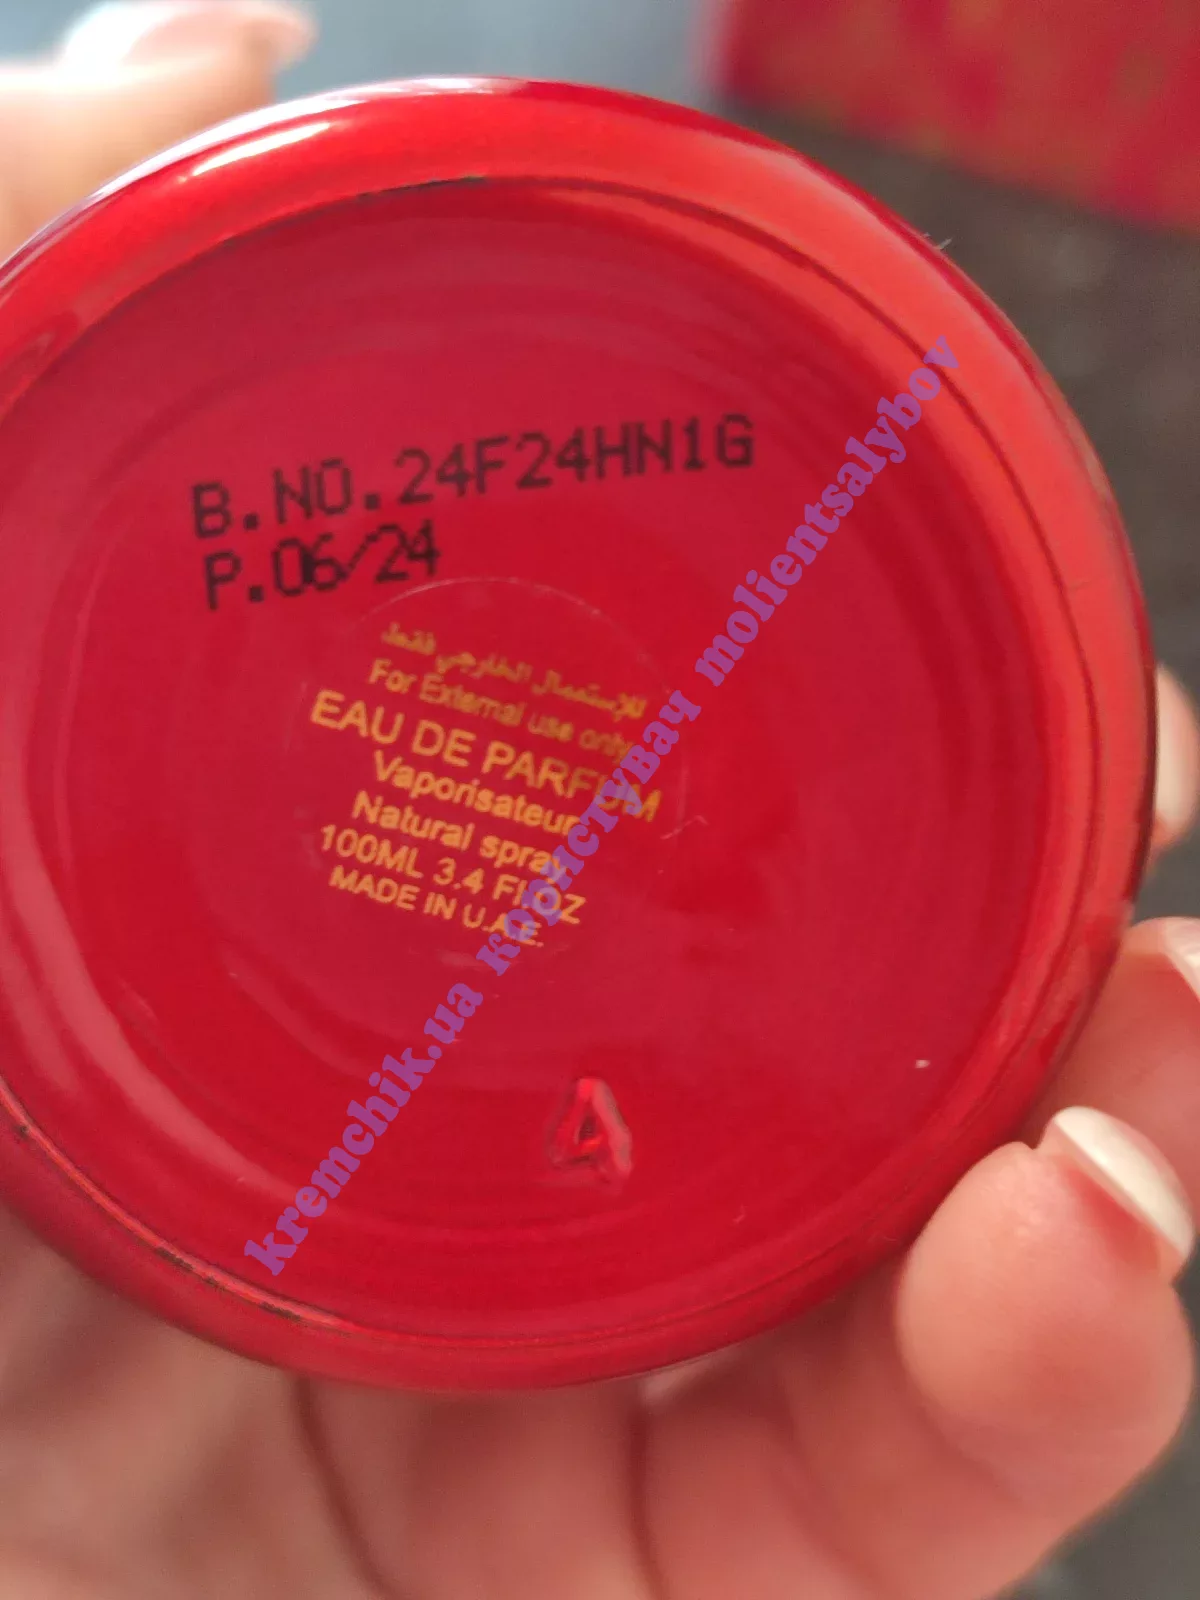 B.NO.24F24HN1G
P.06/24
للإستعمال الخارجي فقط
For External use only
EAU DE PARFUM
Vaporisateur
Natural spray
100ML 3.4 Fl.OZ
MADE IN U.A.E.
4
kremchik.ua користувач molientsalybov